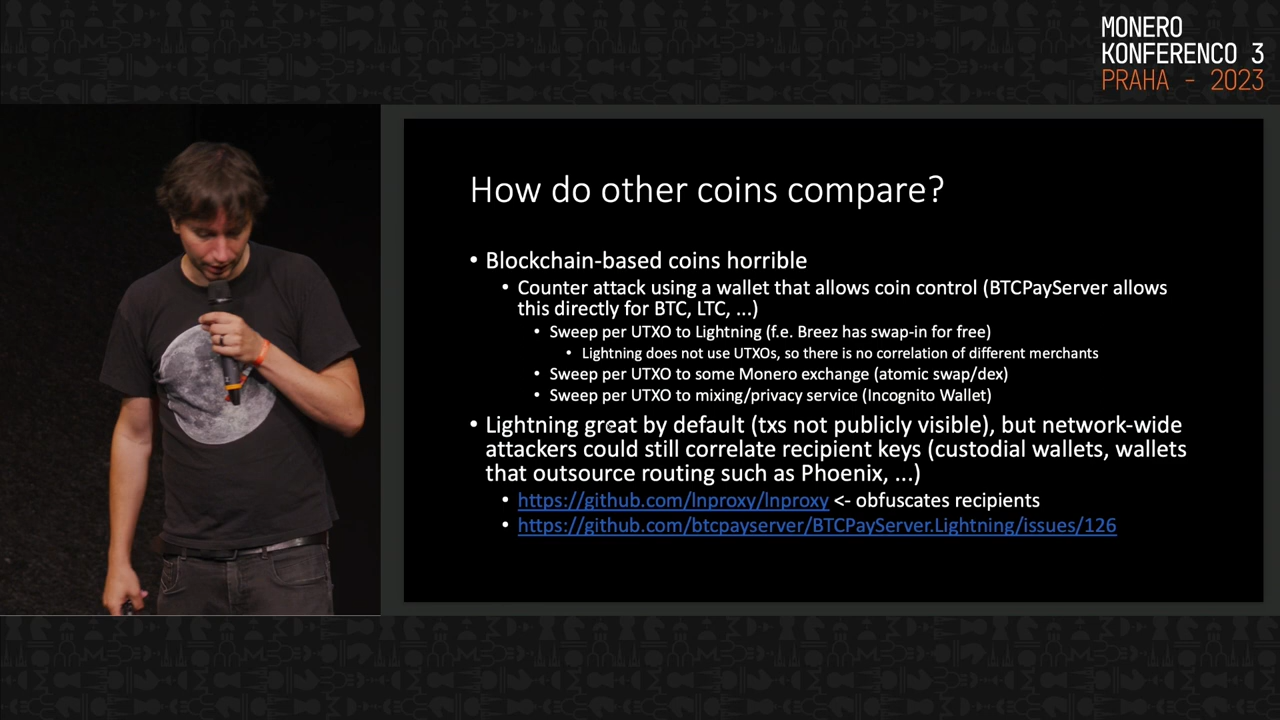 MONERO
KONFERENCO 3
PRAHA - 2023
How do other coins compare?
• Blockchain-based coins horrible
• Counter attack using a wallet that allows coin control (BTCPayServer allows
this directly for BTC, LTC, ...)
• Sweep per UTXO to Lightning (f.e. Breez has swap-in for free)
• Lightning does not use UTXOs, so there is no correlation of different merchants
• Sweep per UTXO to some Monero exchange (atomic swap/dex)
• Sweep per UTXO to mixing/privacy service (Incognito Wallet)
• Lightning great by default (txs not publicly visible), but network-wide
attackers could still correlate recipient keys (custodial wallets, wallets
that outsource routing such as Phoenix, ...)
• https://github.com/lnproxy/lnproxy <- obfuscates recipients
• https://github.com/btcpayserver/BTCPayServer.Lightning/issues/126